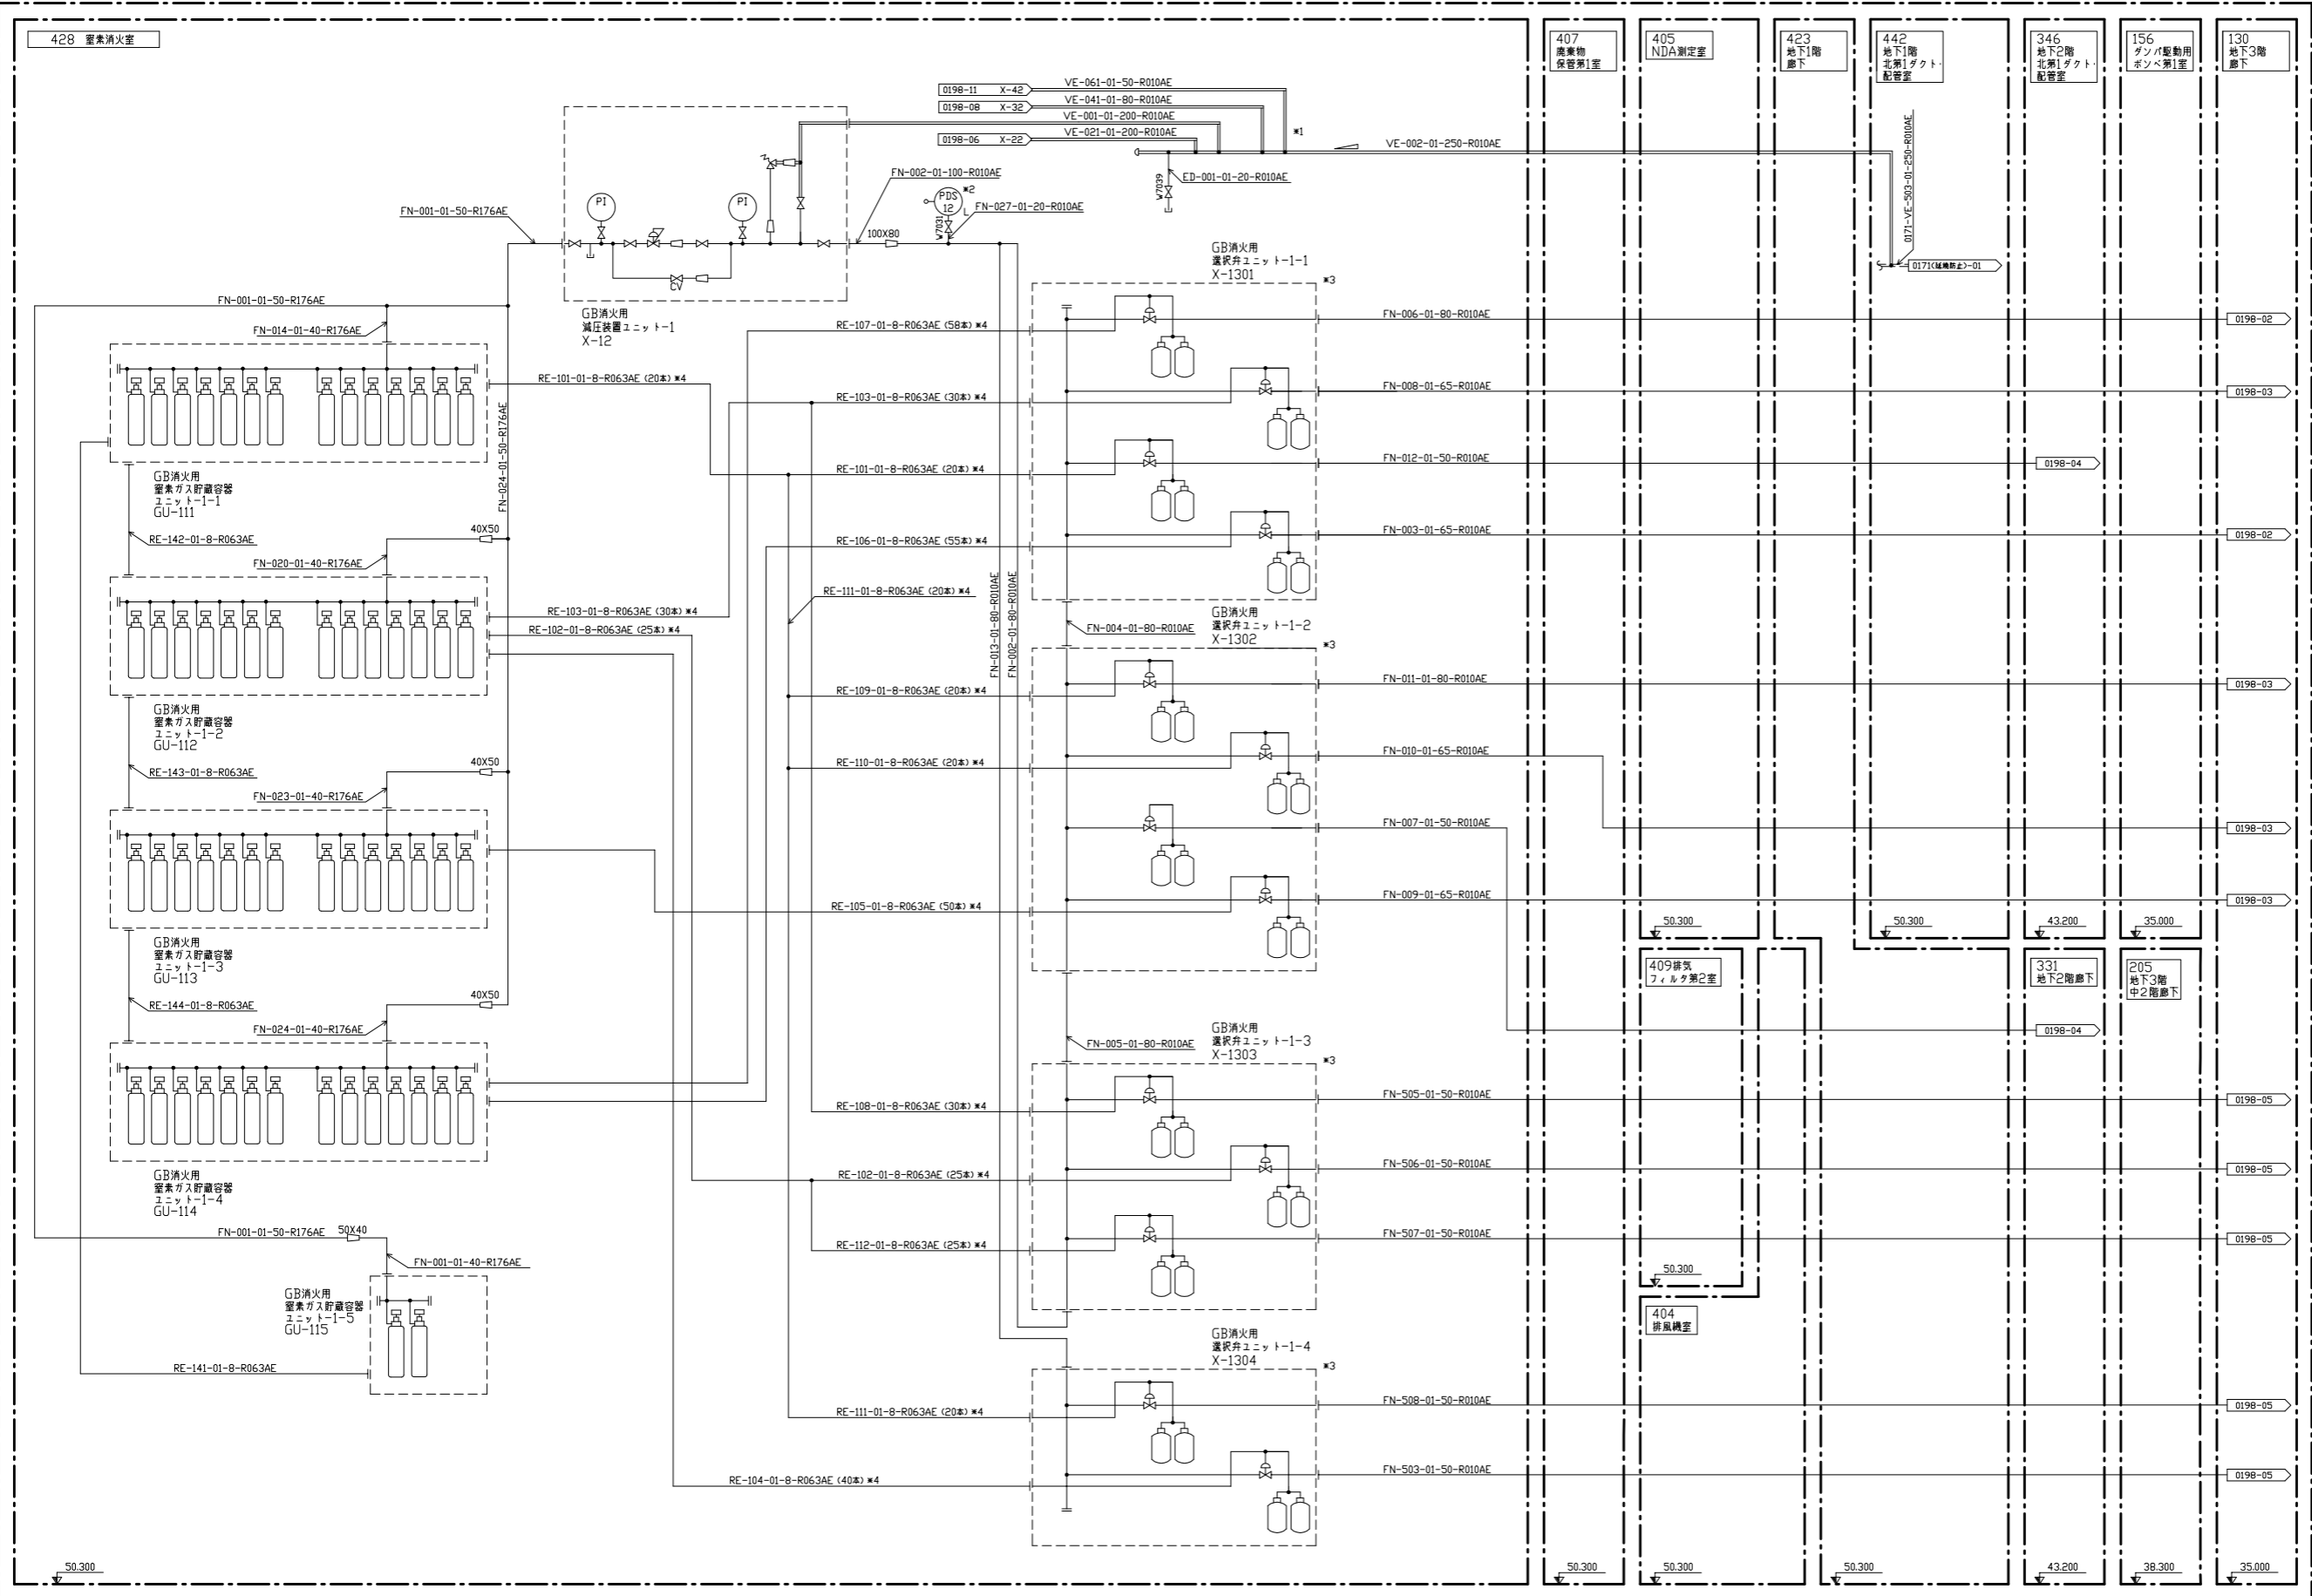 428 窒素消火室
407
廃棄物
保管第1室
405
NDA測定室
423
地下1階
廊下
442
地下1階
北第1ダクト・
配管室
346
地下2階
北第1ダクト・
配管室
156
ダンパ駆動用
ボンベ第1室
130
地下3階
廊下
0198-11 X-42
VE-061-01-50-R010AE
0198-08 X-32
VE-041-01-80-R010AE
VE-001-01-200-R010AE
0198-06 X-22
VE-021-01-200-R010AE
※1
VE-002-01-250-R010AE
0171-VE-503-01-250-R010AE
0171(延焼防止)-01
ED-001-01-20-R010AE
W7039
FN-002-01-100-R010AE
PDS
12
※2
L
W7031
FN-027-01-20-R010AE
FN-001-01-50-R176AE
PI
PI
100X80
CV
GB消火用
減圧装置ユニット-1
X-12
GB消火用
選択弁ユニット-1-1
X-1301
※3
FN-001-01-50-R176AE
FN-014-01-40-R176AE
RE-107-01-8-R063AE (58本) ※4
FN-006-01-80-R010AE
0198-02
RE-101-01-8-R063AE (20本) ※4
RE-103-01-8-R063AE (30本) ※4
FN-008-01-65-R010AE
0198-03
FN-024-01-50-R176AE
RE-101-01-8-R063AE (20本) ※4
FN-012-01-50-R010AE
0198-04
GB消火用
窒素ガス貯蔵容器
ユニット-1-1
GU-111
RE-142-01-8-R063AE
40X50
FN-020-01-40-R176AE
RE-106-01-8-R063AE (55本) ※4
FN-003-01-65-R010AE
0198-02
RE-111-01-8-R063AE (20本) ※4
FN-013-01-80-R010AE
FN-002-01-80-R010AE
RE-103-01-8-R063AE (30本) ※4
RE-102-01-8-R063AE (25本) ※4
FN-004-01-80-R010AE
GB消火用
選択弁ユニット-1-2
X-1302
※3
RE-109-01-8-R063AE (20本) ※4
FN-011-01-80-R010AE
0198-03
GB消火用
窒素ガス貯蔵容器
ユニット-1-2
GU-112
RE-143-01-8-R063AE
40X50
FN-023-01-40-R176AE
RE-110-01-8-R063AE (20本) ※4
FN-010-01-65-R010AE
0198-03
FN-007-01-50-R010AE
RE-105-01-8-R063AE (50本) ※4
FN-009-01-65-R010AE
0198-03
50.300
50.300
43.200
35.000
GB消火用
窒素ガス貯蔵容器
ユニット-1-3
GU-113
RE-144-01-8-R063AE
40X50
FN-024-01-40-R176AE
409排気
フィルタ第2室
331
地下2階廊下
205
地下3階
中2階廊下
0198-04
FN-005-01-80-R010AE
GB消火用
選択弁ユニット-1-3
X-1303
※3
RE-108-01-8-R063AE (30本) ※4
FN-505-01-50-R010AE
0198-05
RE-102-01-8-R063AE (25本) ※4
FN-506-01-50-R010AE
0198-05
GB消火用
窒素ガス貯蔵容器
ユニット-1-4
GU-114
FN-001-01-50-R176AE
50X40
FN-001-01-40-R176AE
RE-112-01-8-R063AE (25本) ※4
FN-507-01-50-R010AE
0198-05
50.300
GB消火用
窒素ガス貯蔵容器
ユニット-1-5
GU-115
404
排風機室
RE-141-01-8-R063AE
GB消火用
選択弁ユニット-1-4
X-1304
※3
RE-111-01-8-R063AE (20本) ※4
FN-508-01-50-R010AE
0198-05
RE-104-01-8-R063AE (40本) ※4
FN-503-01-50-R010AE
0198-05
50.300
50.300
50.300
50.300
43.200
38.300
35.000